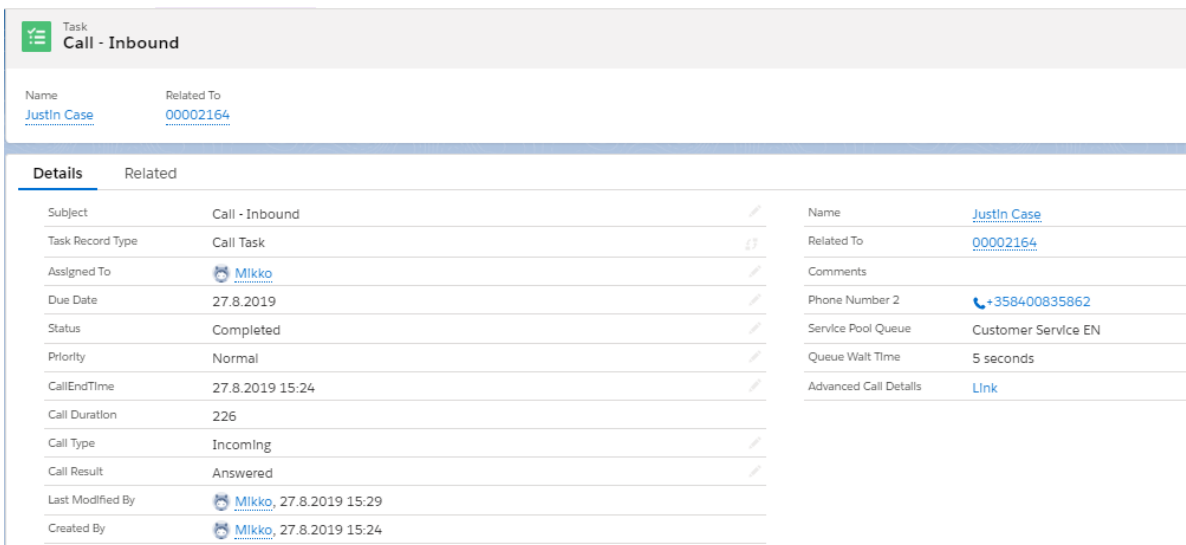 Task
Call - Inbound
Name
Related To
Justin Case
00002164
Details
Related
Subject
Call - Inbound
Task Record Type
Call Task
Assigned To
Mikko
Due Date
27.8.2019
Status
Completed
Priority
Normal
CallEndTime
27.8.2019 15:24
Call Duration
226
Call Type
Incoming
Call Result
Answered
Last Modified By
Mikko, 27.8.2019 15:29
Created By
Mikko, 27.8.2019 15:24
Name
Justin Case
Related To
00002164
Comments
Phone Number 2
+358400835862
Service Pool Queue
Customer Service EN
Queue Wait Time
5 seconds
Advanced Call Details
Link